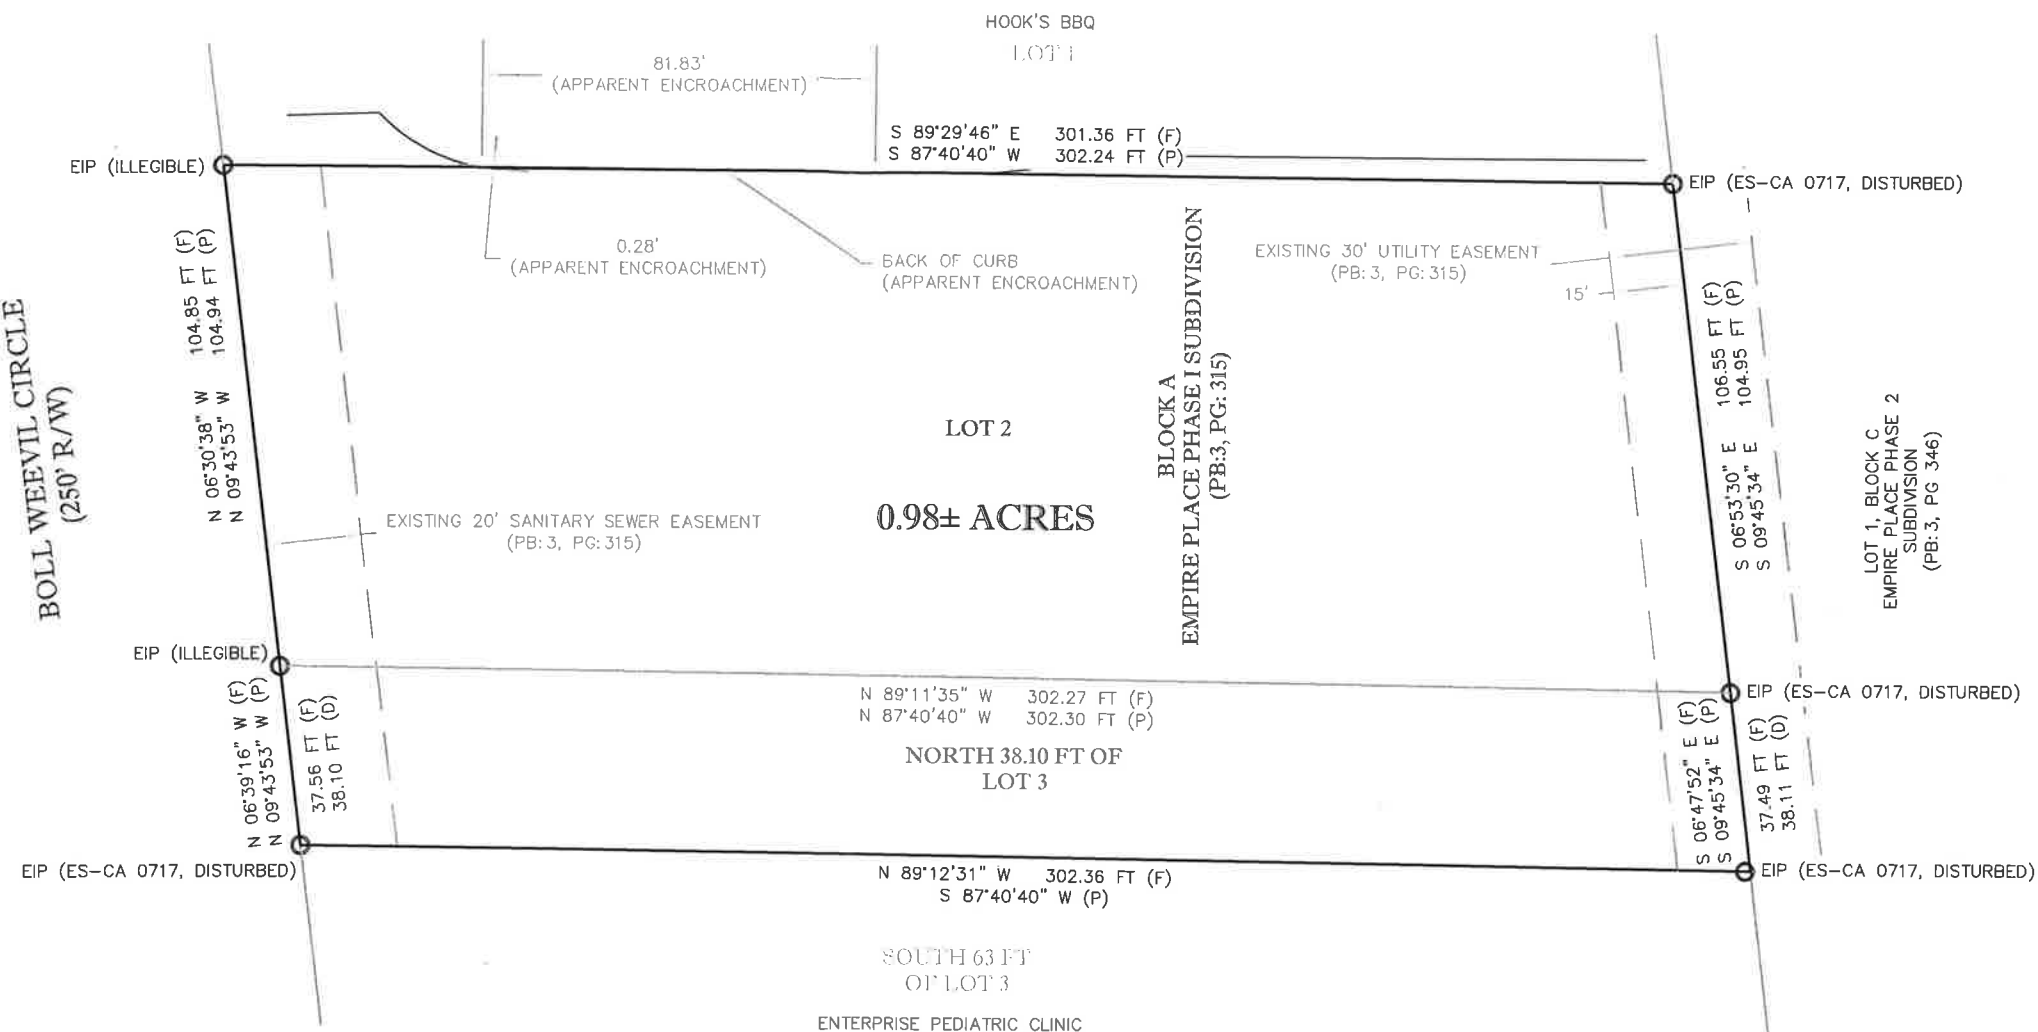 HOOK'S BBQ
LOT 1
81.83'
(APPARENT ENCROACHMENT)
S 89°29'46" E 301.36 FT (F)
S 87°40'40" W 302.24 FT (P)
EIP (ILLEGIBLE)
EIP (ES-CA 0717, DISTURBED)
0.28'
(APPARENT ENCROACHMENT)
BACK OF CURB
(APPARENT ENCROACHMENT)
EXISTING 30' UTILITY EASEMENT
(PB: 3, PG: 315)
15'
N 06°30'38" W 104.85 FT (F)
N 09°43'53" W 104.94 FT (P)
BOLL WEEVIL CIRCLE
(250' R/W)
LOT 2
0.98± ACRES
BLOCK A
EMPIRE PLACE PHASE I SUBDIVISION
(PB:3, PG: 315)
S 06°53'30" E 106.55 FT (F)
S 09°45'34" E 104.95 FT (P)
LOT 1, BLOCK C
EMPIRE PLACE PHASE 2
SUBDIVISION
(PB: 3, PG 346)
EXISTING 20' SANITARY SEWER EASEMENT
(PB: 3, PG: 315)
EIP (ILLEGIBLE)
N 89°11'35" W 302.27 FT (F)
N 87°40'40" W 302.30 FT (P)
EIP (ES-CA 0717, DISTURBED)
NORTH 38.10 FT OF
LOT 3
N 06°39'16" W (F)
N 09°43'53" W (P)
37.56 FT (F)
38.10 FT (D)
S 06°47'52" E (F)
S 09°45'34" E (P)
37.49 FT (F)
38.11 FT (D)
EIP (ES-CA 0717, DISTURBED)
N 89°12'31" W 302.36 FT (F)
S 87°40'40" W (P)
EIP (ES-CA 0717, DISTURBED)
SOUTH 63 FT
OF LOT 3
ENTERPRISE PEDIATRIC CLINIC